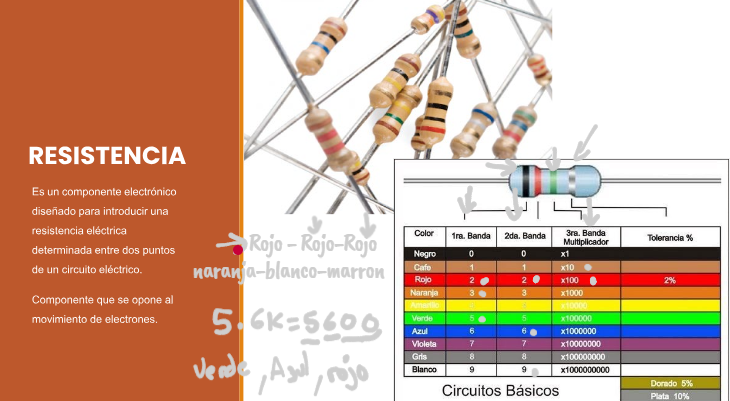 RESISTENCIA
Es un componente electrónico
diseñado para introducir una
resistencia eléctrica
determinada entre dos puntos
de un circuito eléctrico.
Componente que se opone al
movimiento de electrones.
Rojo - Rojo-Rojo
naranja-blanco-marron
5.6K=5600
Verde, Azul, rojo
Color 1ra. Banda 2da. Banda 3ra. Banda Multiplicador Tolerancia %
Negro 0 0 x1
Cafe 1 1 x10
Rojo 2 2 x100 2%
Naranja 3 3 x1000
Amarillo x10000
Verde 5 5 x100000
Azul 6 6 x1000000
Violeta 7 7 x10000000
Gris 8 8 x100000000
Blanco 9 9 x1000000000
Dorado 5%
Plata 10%
Circuitos Básicos